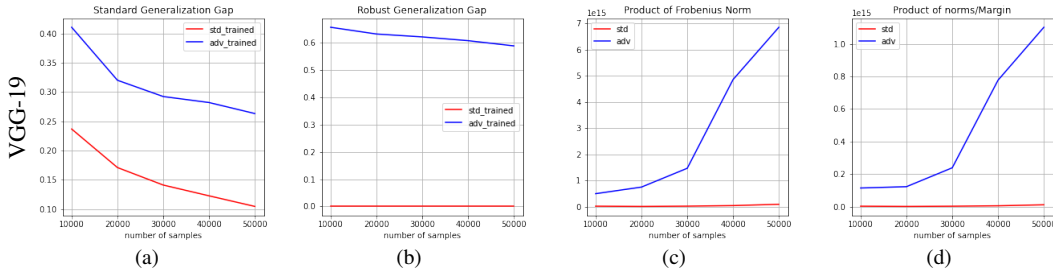 VGG-19
Standard Generalization Gap
std_trained
adv_trained
0.40
0.35
0.30
0.25
0.20
0.15
0.10
10000 20000 30000 40000 50000
number of samples
(a)
Robust Generalization Gap
std_trained
adv_trained
0.6
0.5
0.4
0.3
0.2
0.1
0.0
10000 20000 30000 40000 50000
number of samples
(b)
Product of Frobenius Norm
1e15
std
adv
7
6
5
4
3
2
1
0
10000 20000 30000 40000 50000
number of samples
(c)
Product of norms/Margin
1e15
std
adv
1.0
0.8
0.6
0.4
0.2
0.0
10000 20000 30000 40000 50000
number of samples
(d)